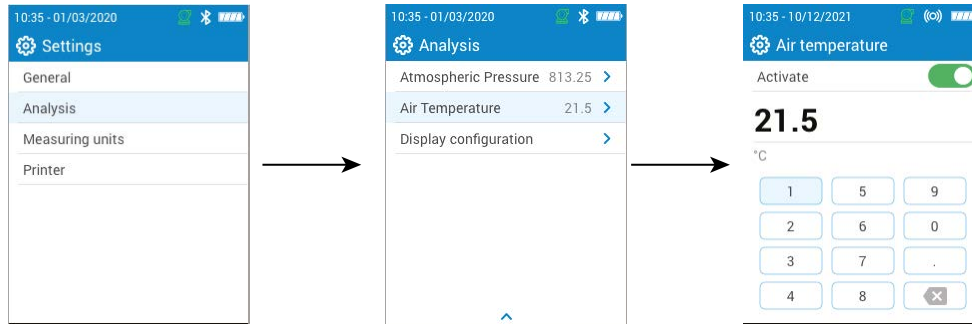 10:35 - 01/03/2020
Settings
General
Analysis
Measuring units
Printer
10:35 - 01/03/2020
Analysis
Atmospheric Pressure 813.25
Air Temperature 21.5
Display configuration
10:35 - 10/12/2021
Air temperature
Activate
21.5
°C
1 5 9
2 6 0
3 7 .
4 8